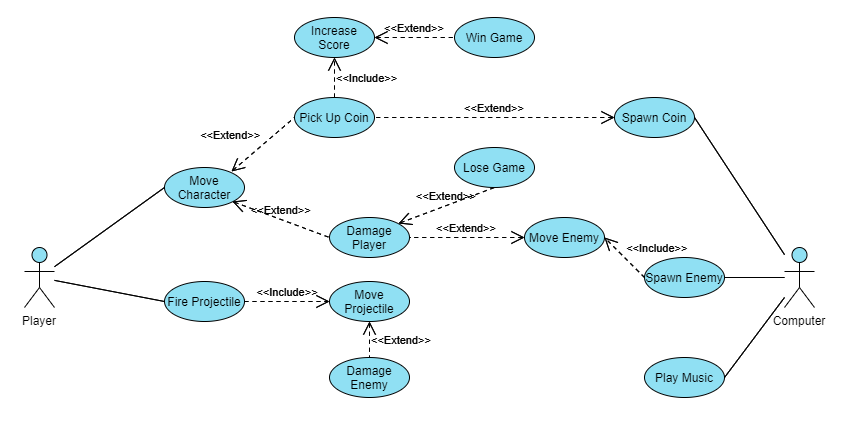 Increase
Score
<<Extend>>
Win Game
<<Include>>
Pick Up Coin
<<Extend>>
Spawn Coin
<<Extend>>
Move
Character
Lose Game
<<Extend>>
<<Extend>>
Damage
Player
<<Extend>>
Move Enemy
<<Include>>
Spawn Enemy
Player
Fire Projectile
<<Include>>
Move
Projectile
Computer
<<Extend>>
Damage
Enemy
Play Music